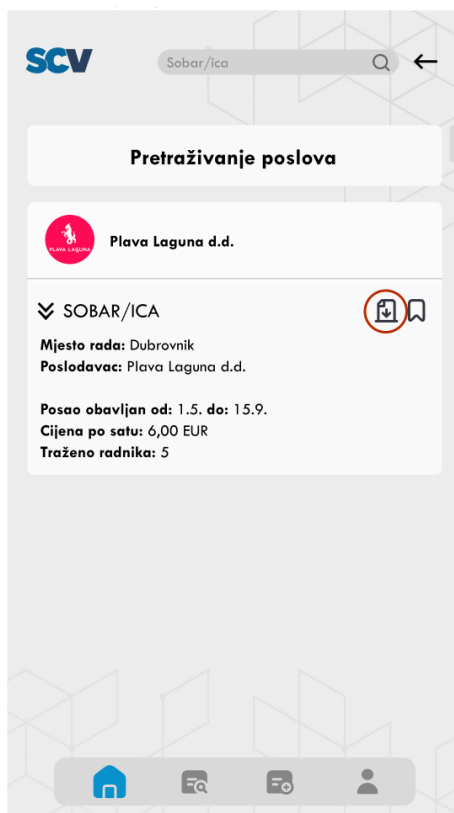 SCV
Sobar/ica
Pretraživanje poslova
PLAVA LAGUNA
Plava Laguna d.d.
SOBAR/ICA
Mjesto rada: Dubrovnik
Poslodavac: Plava Laguna d.d.
Posao obavljan od: 1.5. do: 15.9.
Cijena po satu: 6,00 EUR
Traženo radnika: 5